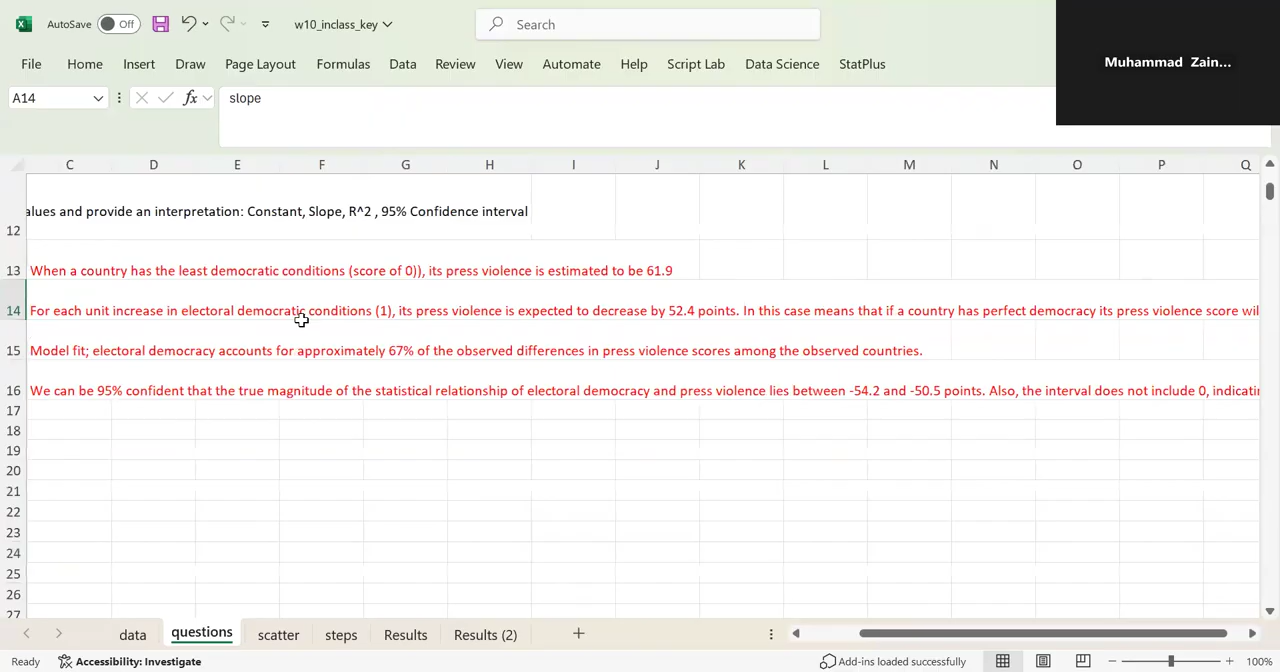 AutoSave Off w10_inclass_key Search
Muhammad Zain...
File Home Insert Draw Page Layout Formulas Data Review View Automate Help Script Lab Data Science StatPlus
A14 fx slope
C D E F G H I J K L M N O P Q
alues and provide an interpretation: Constant, Slope, R^2 , 95% Confidence interval
12
13 When a country has the least democratic conditions (score of 0)), its press violence is estimated to be 61.9
14 For each unit increase in electoral democratic conditions (1), its press violence is expected to decrease by 52.4 points. In this case means that if a country has perfect democracy its press violence score wil
15 Model fit; electoral democracy accounts for approximately 67% of the observed differences in press violence scores among the observed countries.
16 We can be 95% confident that the true magnitude of the statistical relationship of electoral democracy and press violence lies between -54.2 and -50.5 points. Also, the interval does not include 0, indicati
17
18
19
20
21
22
23
24
25
26
27
data questions scatter steps Results Results (2)
Ready Accessibility: Investigate Add-ins loaded successfully 100%